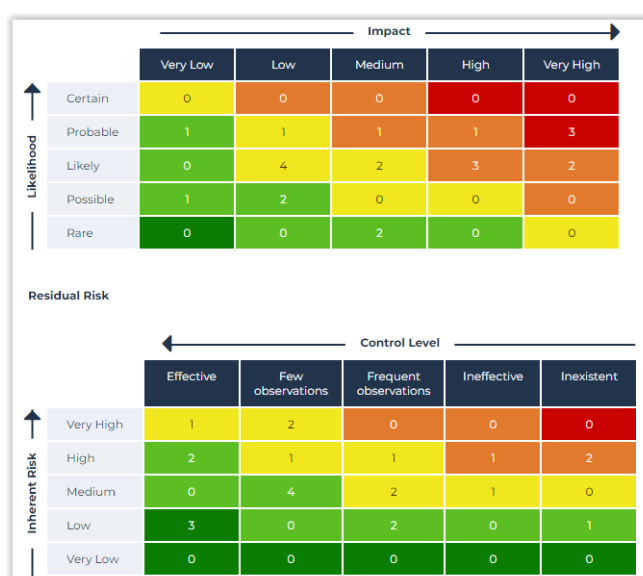 Impact
Very Low Low Medium High Very High
Likelihood
Certain 0 0 0 0 0
Probable 1 1 1 1 3
Likely 0 4 2 3 2
Possible 1 2 0 0 0
Rare 0 0 2 0 0
Residual Risk
Control Level
Effective Few observations Frequent observations Ineffective Inexistent
Inherent Risk
Very High 1 2 0 0 0
High 2 1 1 1 2
Medium 0 4 2 1 0
Low 3 0 2 0 1
Very Low 0 0 0 0 0